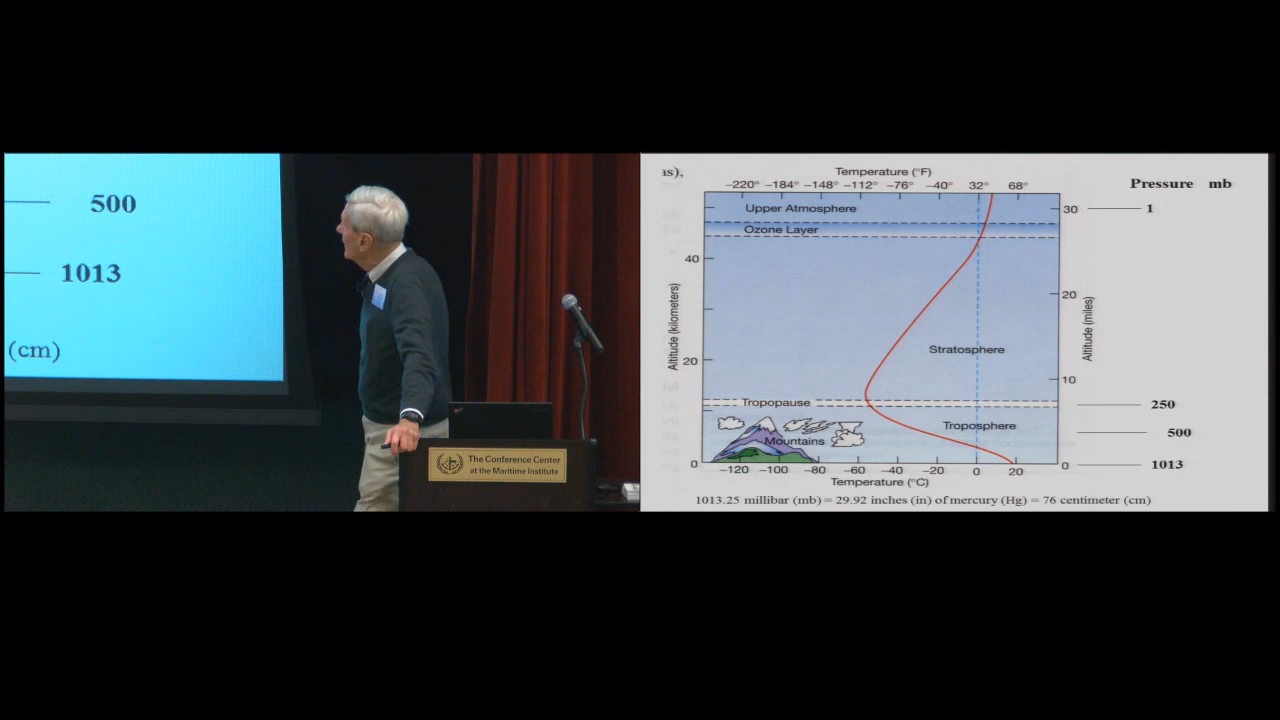 500
1013
(cm)
The Conference Center
at the Maritime Institute
as),
Temperature (°F)
−220° −184° −148° −112° −76° −40° 32° 68°
Pressure mb
Upper Atmosphere
30
1
Ozone Layer
40
20
Altitude (kilometers)
Altitude (miles)
Stratosphere
20
10
Tropopause
250
Troposphere
500
Mountains
0
0
1013
−120 −100 −80 −60 −40 −20 0 20
Temperature (°C)
1013.25 millibar (mb) = 29.92 inches (in) of mercury (Hg) = 76 centimeter (cm)